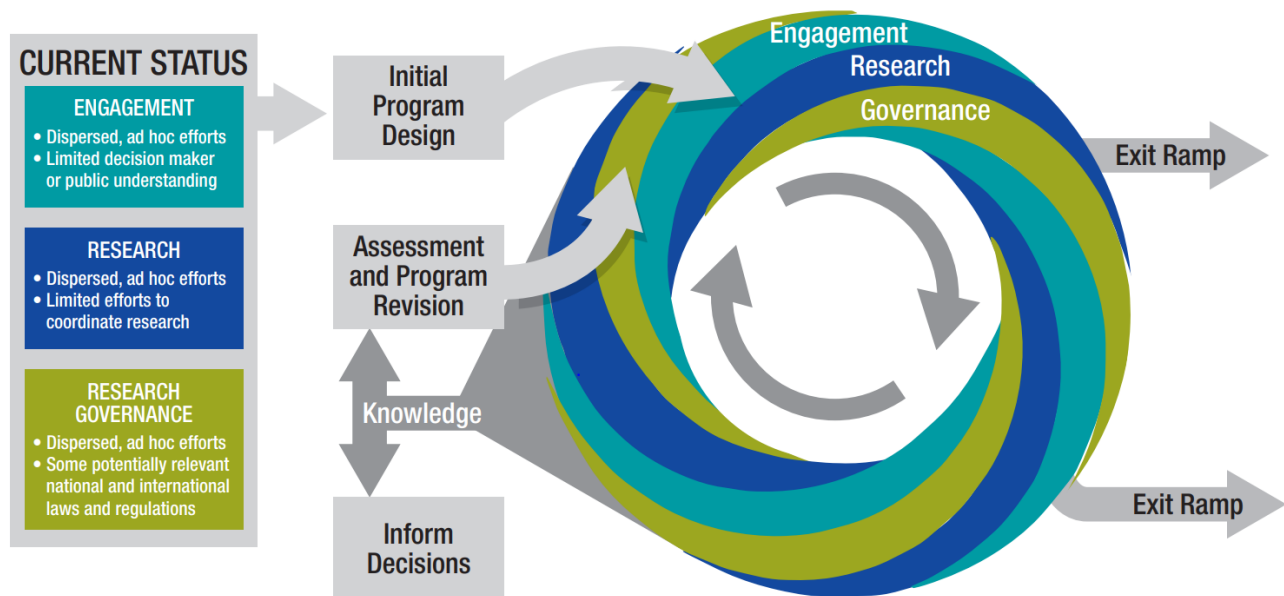 CURRENT STATUS
ENGAGEMENT
• Dispersed, ad hoc efforts
• Limited decision maker
or public understanding
RESEARCH
• Dispersed, ad hoc efforts
• Limited efforts to
coordinate research
RESEARCH
GOVERNANCE
• Dispersed, ad hoc efforts
• Some potentially relevant
national and international
laws and regulations
Initial
Program
Design
Assessment
and Program
Revision
Knowledge
Inform
Decisions
Engagement
Research
Governance
Exit Ramp
Exit Ramp